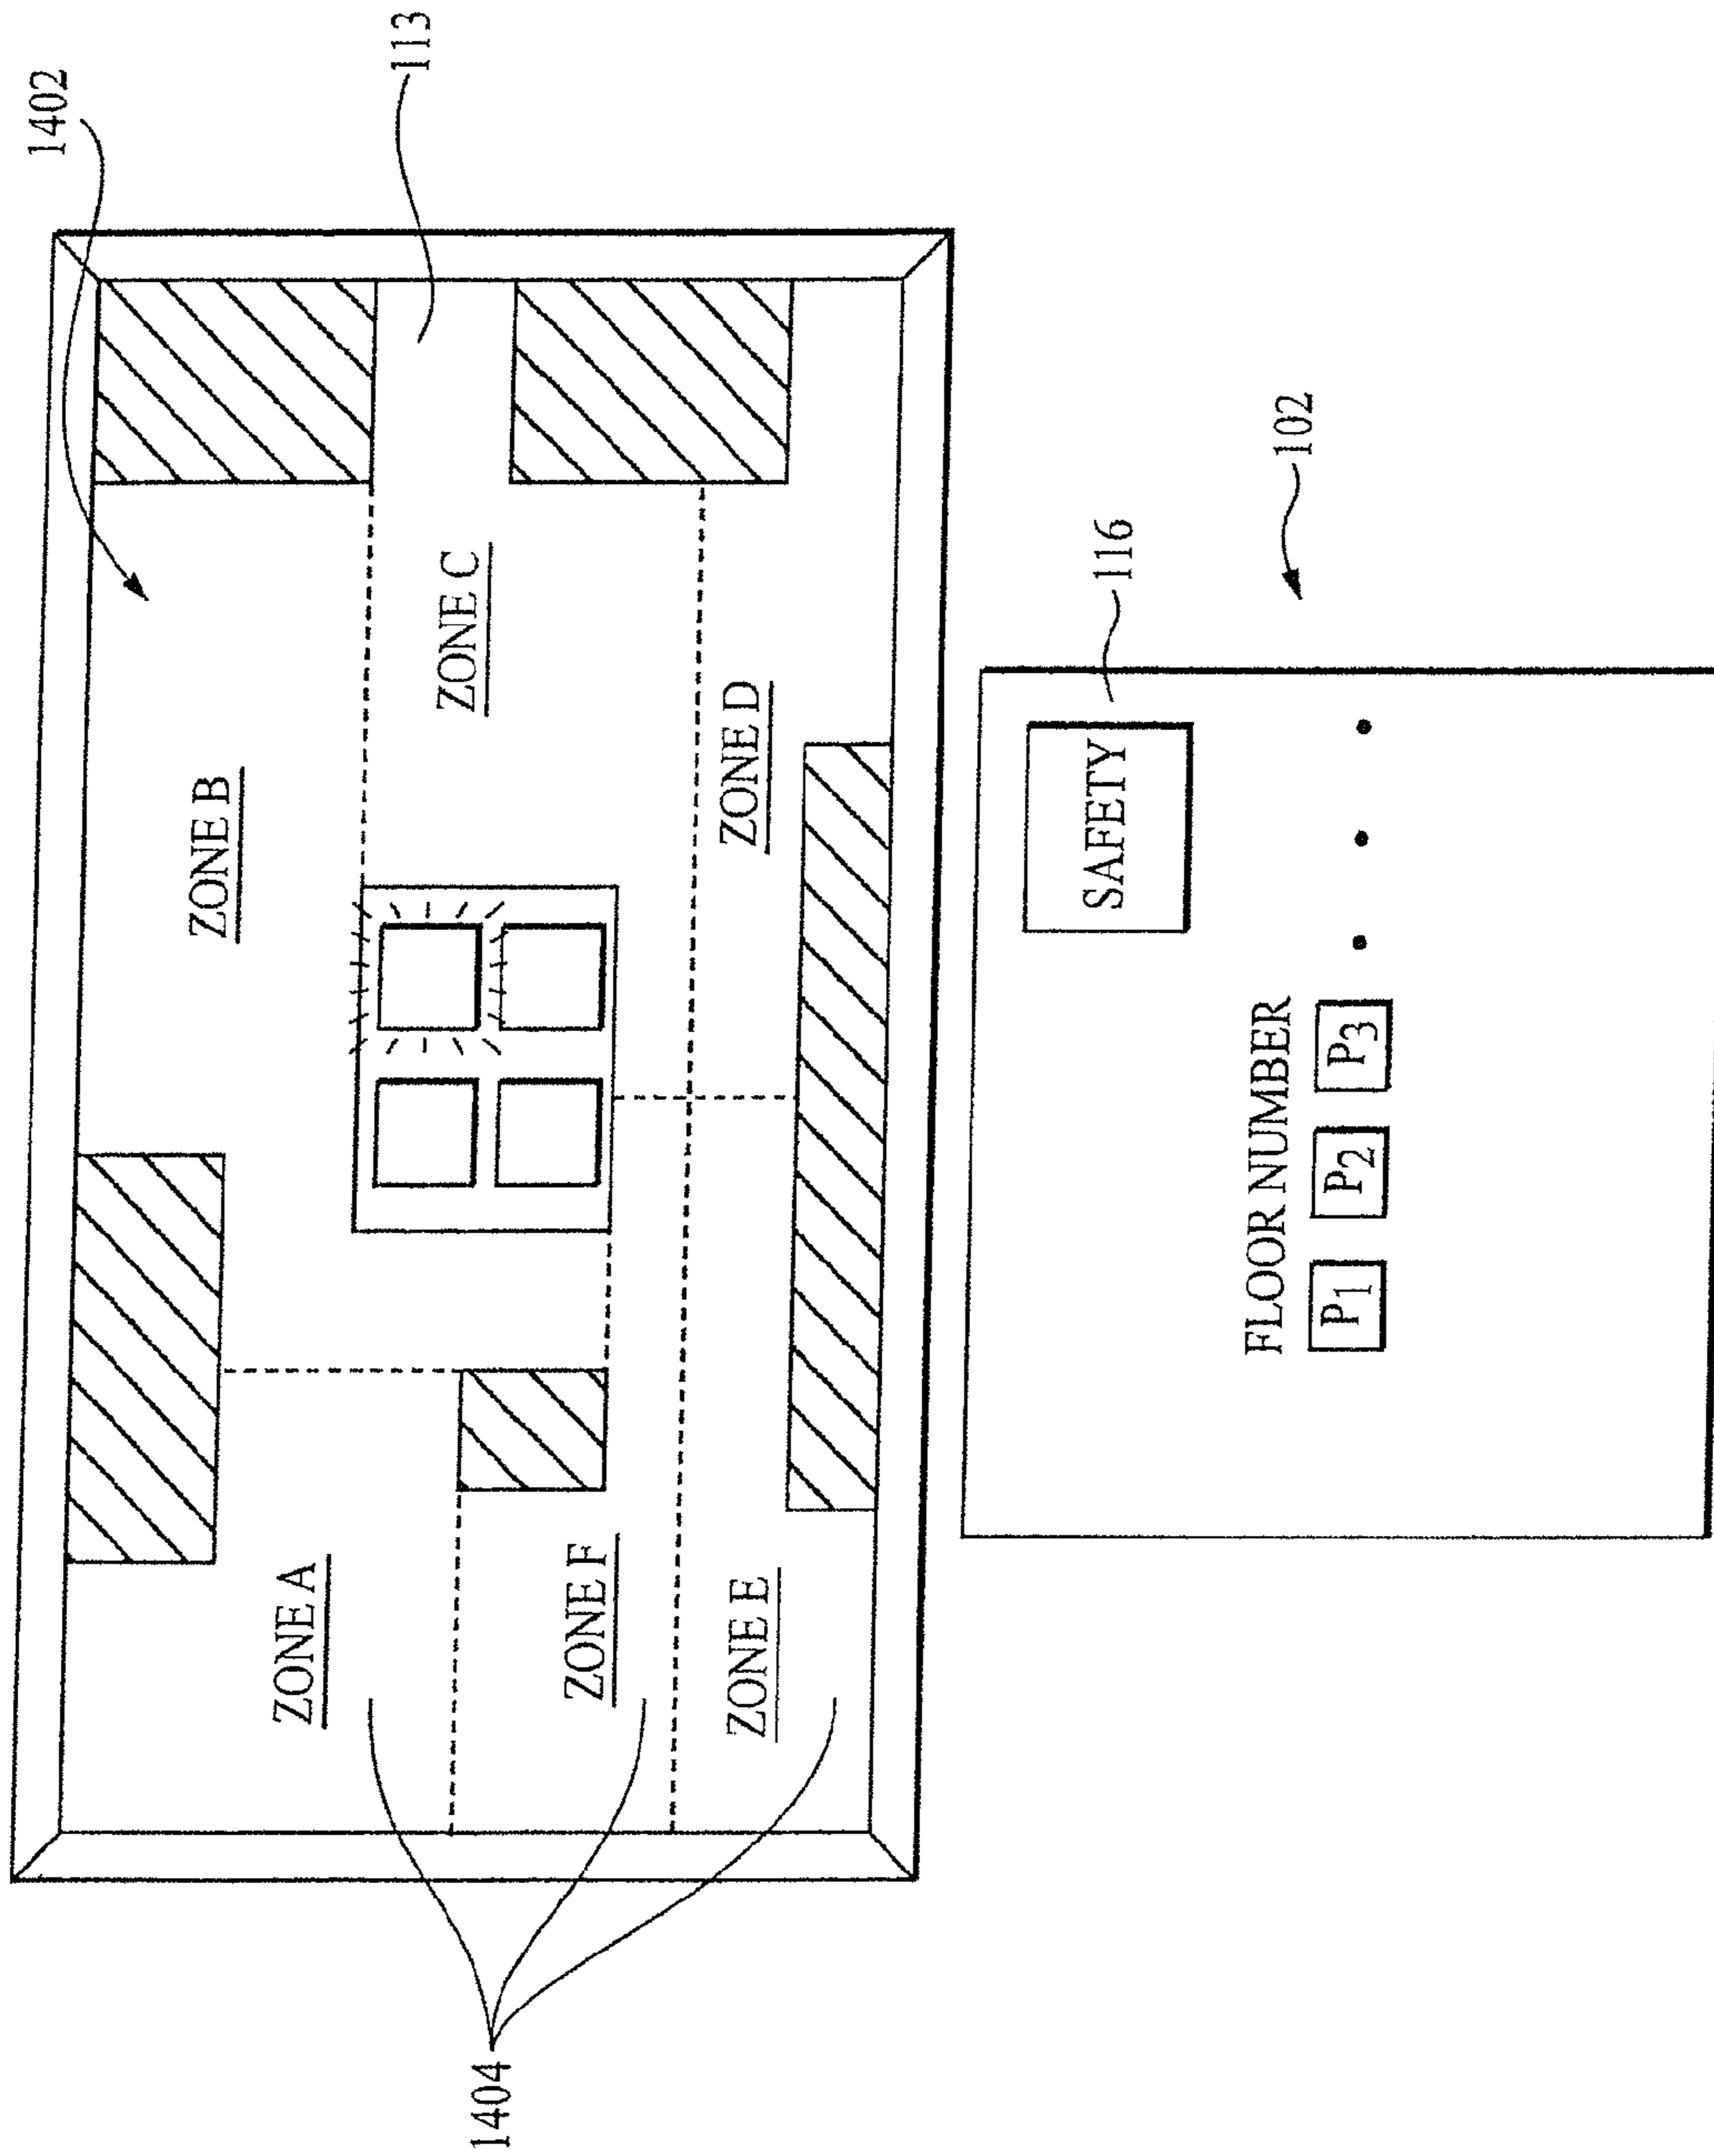 1402
113
ZONE B
ZONE C
ZONE A
ZONE D
ZONE F
ZONE E
1404
116
SAFETY
102
FLOOR NUMBER
P1 P2 P3